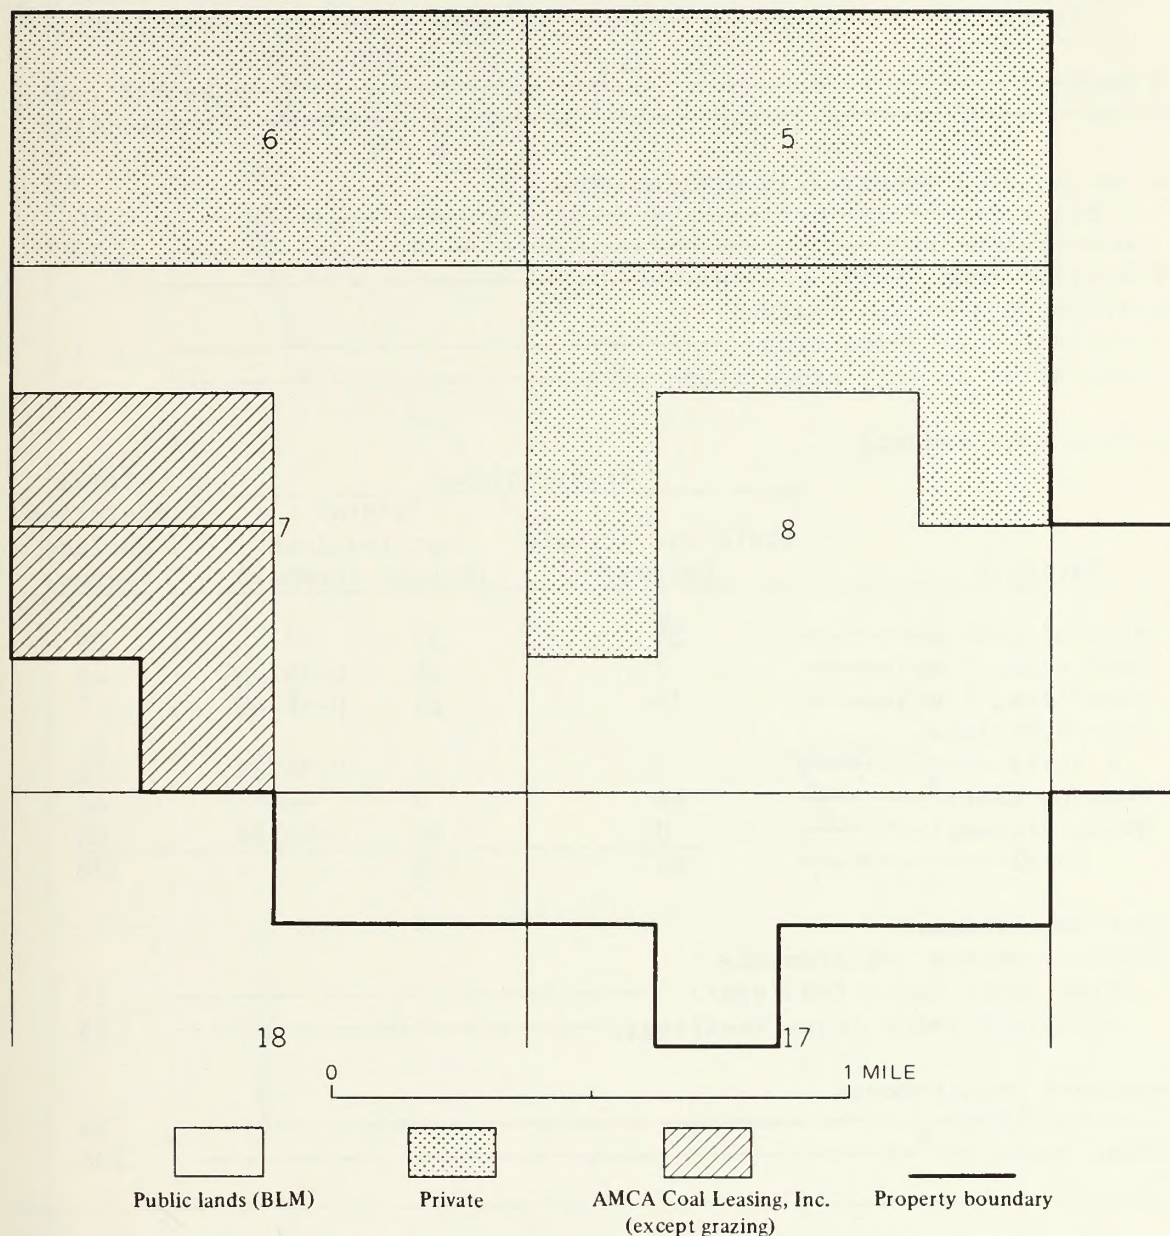 6
5
7
8
18
17
0
1 MILE
Public lands (BLM)
Private
AMCA Coal Leasing, Inc.
(except grazing)
Property boundary